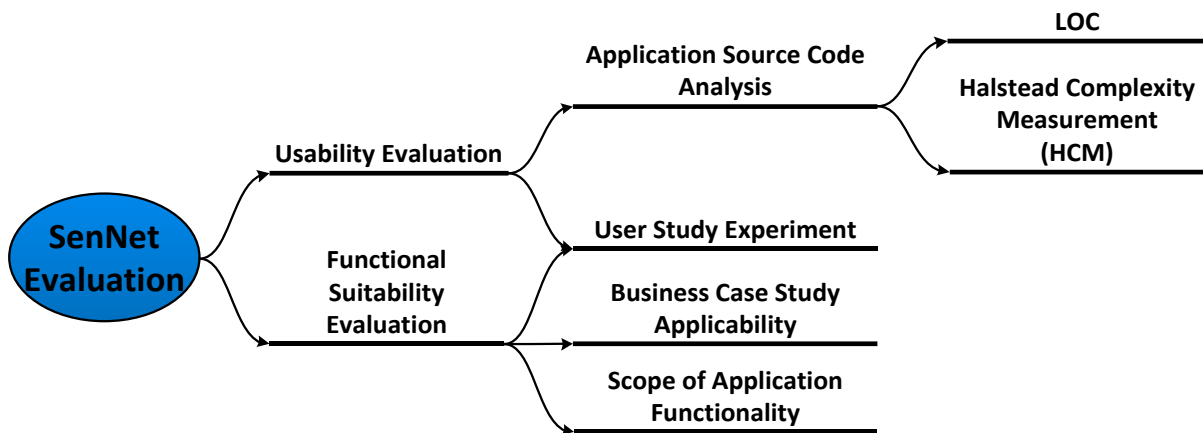 SenNet
Evaluation
Usability Evaluation
Functional
Suitability
Evaluation
Application Source Code
Analysis
User Study Experiment
Business Case Study
Applicability
Scope of Application
Functionality
LOC
Halstead Complexity
Measurement
(HCM)